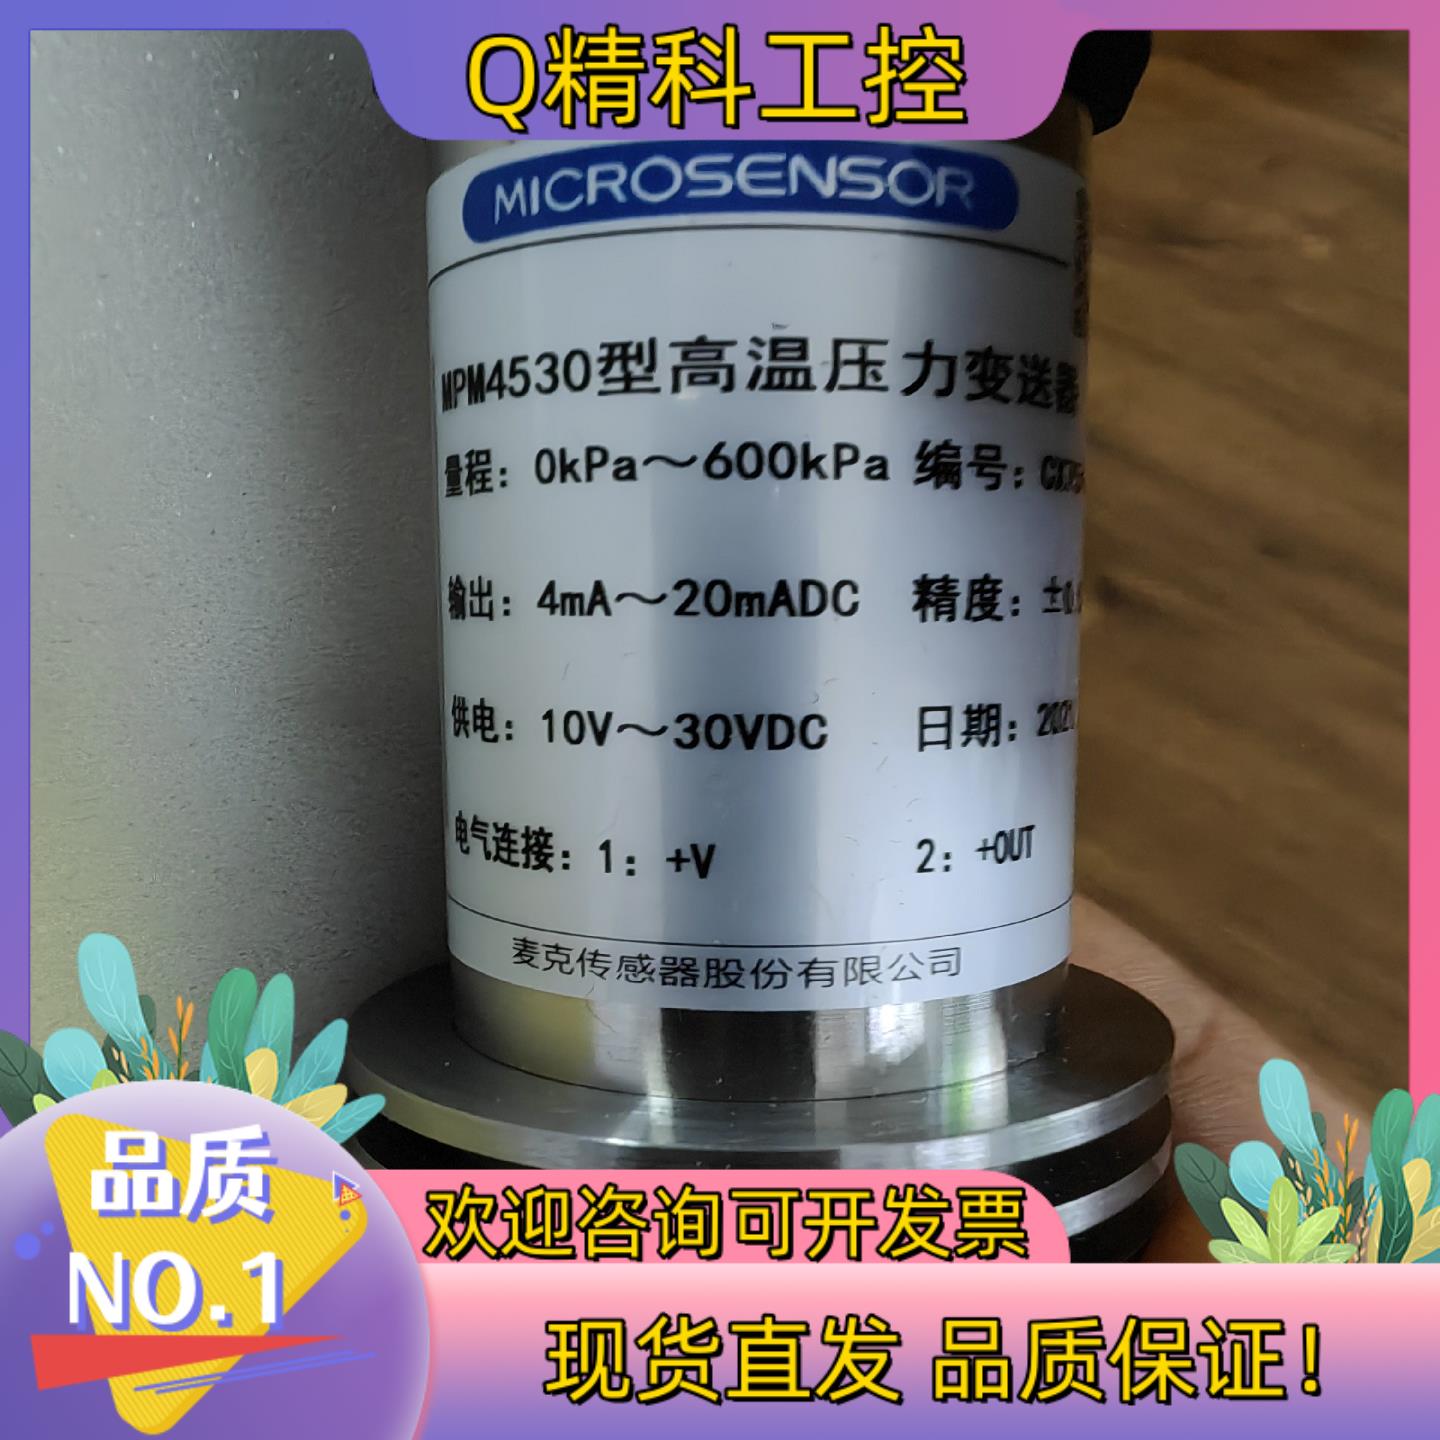 Q精科工控
MICROSENSOR
MPM4530型高温压力变送器
量程：0kPa～600kPa 编号：
输出：4mA～20mADC 精度：±0.
供电：10V～30VDC 日期：2021
电气连接：1：+V 2：+OUT
麦克传感器股份有限公司
品质
NO.1
欢迎咨询可开发票
现货直发 品质保证！